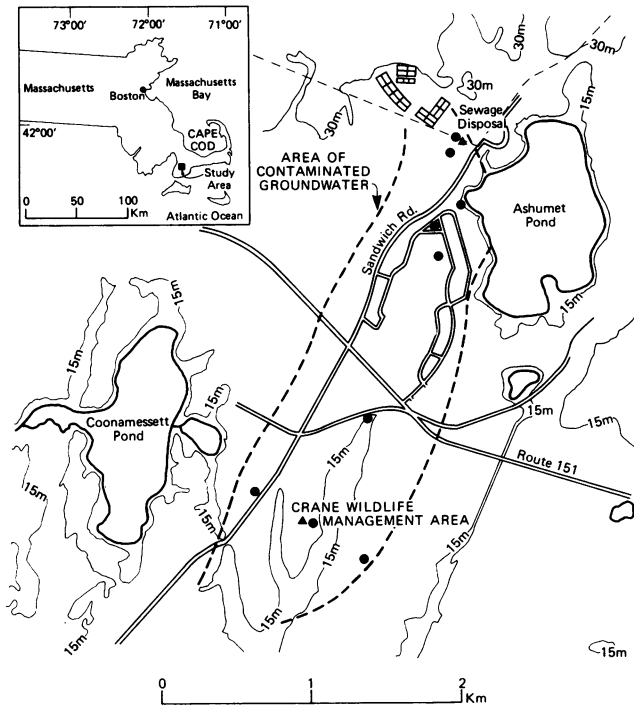 73°00'
72°00'
71°00'
Massachusetts
Boston
Massachusetts
Bay
42°00'
CAPE
COD
Study
Area
0
50
100
Km
Atlantic Ocean
30m
30m
30m
15m
Sewage
Disposal
AREA OF
CONTAMINATED
GROUNDWATER
Sandwich Rd.
Ashumet
Pond
15m
15m
15m
15m
Coonamessett
Pond
15m
15m
15m
Route 151
15m
CRANE WILDLIFE
MANAGEMENT AREA
15m
15m
15m
15m
15m
15m
0
1
2
Km